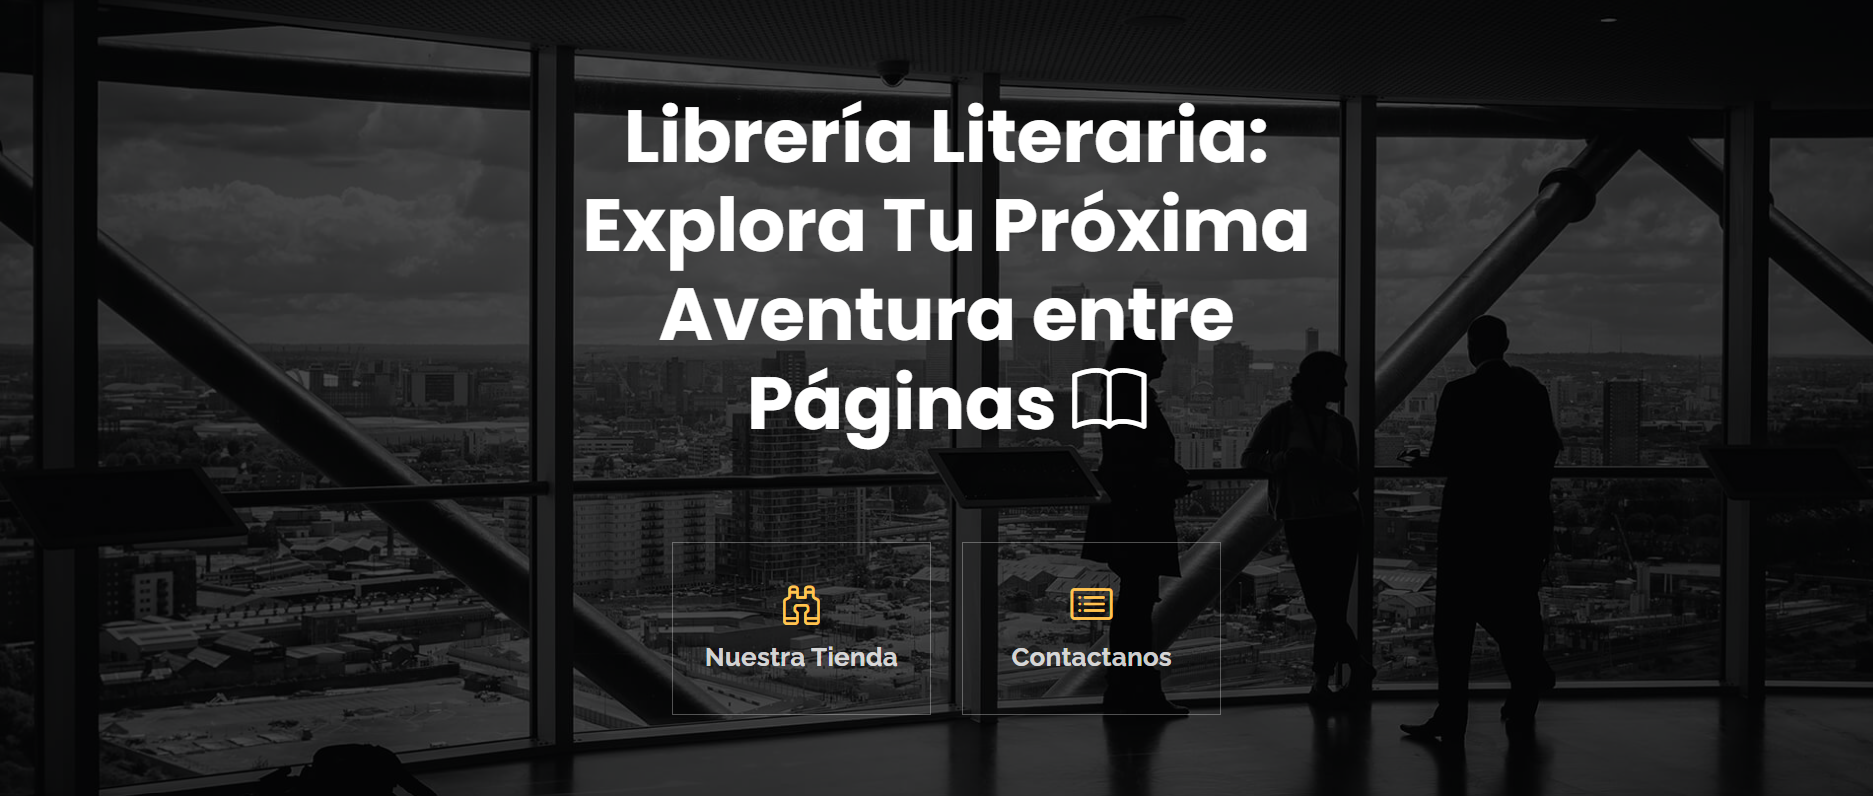 Librería Literaria:
Explora Tu Próxima
Aventura entre
Páginas
Nuestra Tienda
Contactanos